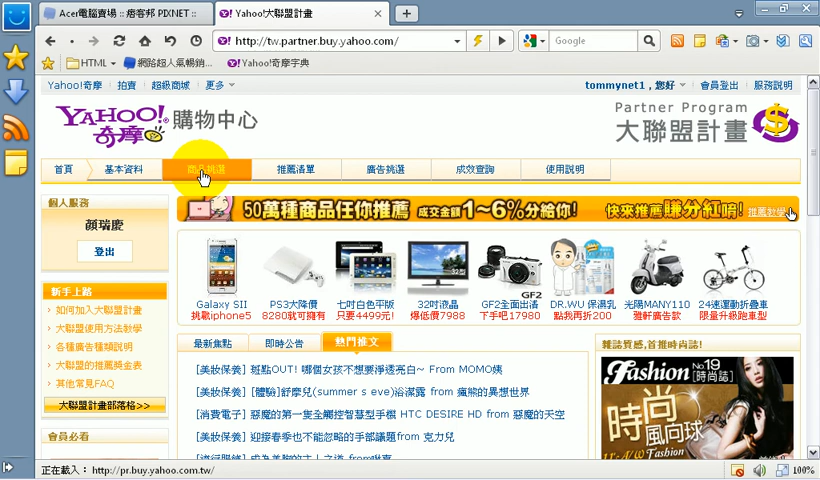 Acer電腦賣場 :: 痞客邦 PIXNET ::
Yahoo!大聯盟計畫
http://tw.partner.buy.yahoo.com/
Google
HTML
網路超人氣暢銷...
Yahoo!奇摩字典
Yahoo!奇摩 拍賣 超級商城 更多
tommynet1 , 您好 會員登出 服務說明
YAHOO!奇摩 購物中心
Partner Program
大聯盟計畫
首頁 基本資料 商品挑選 推薦清單 廣告挑選 成效查詢 使用說明
個人服務
顏瑞慶
登出
50萬種商品任你推薦 成交金額1~6%分給你! 快來推薦賺分紅唷! 推薦教學
Galaxy SII
挑戰iphone5
PS3大降價
8280就可擁有
七吋白色平版
只要4499元!
32吋液晶
爆低價7988
GF2
GF2全面出清
下手吧17980
DR.WU 保濕乳
點我再折200
光陽MANY110
雅軒廣告款
24速運動折疊車
限量升級跑車型
新手上路
如何加入大聯盟計畫
大聯盟使用方法教學
各種廣告種類說明
大聯盟的推薦獎金表
其他常見FAQ
大聯盟計畫部落格>>
會員必看
最新焦點 即時公告 熱門推文
[美妝保養] 斑點OUT! 哪個女孩不想要淨透亮白~ From MOMO姨
[美妝保養] [體驗]舒摩兒(summer s eve)浴潔露 from 瘋熊的異想世界
[消費電子] 惡魔的第一隻全觸控智慧型手機 HTC DESIRE HD from 惡魔的天空
[美妝保養] 迎接春季也不能忽略的手部議題from 克力兒
雜誌質感,首推時尚誌!
Fashion No19
[時尚誌]
時尚
風向球
正在載入: http://pr.buy.yahoo.com.tw/
100%